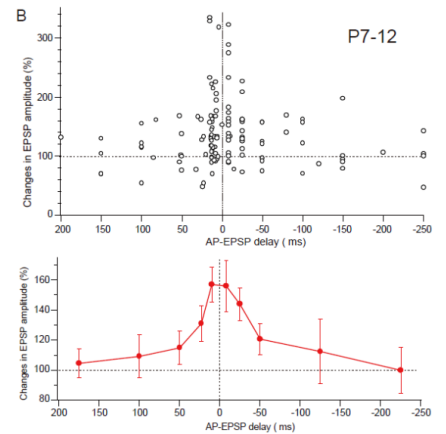 B
P7-12
Changes in EPSP amplitude (%)
300
200
100
200 150 100 50 0 -50 -100 -150 -200 -250
AP-EPSP delay ( ms)
Changes in EPSP amplitude (%)
160
140
120
100
80
200 150 100 50 0 -50 -100 -150 -200 -250
AP-EPSP delay ( ms)